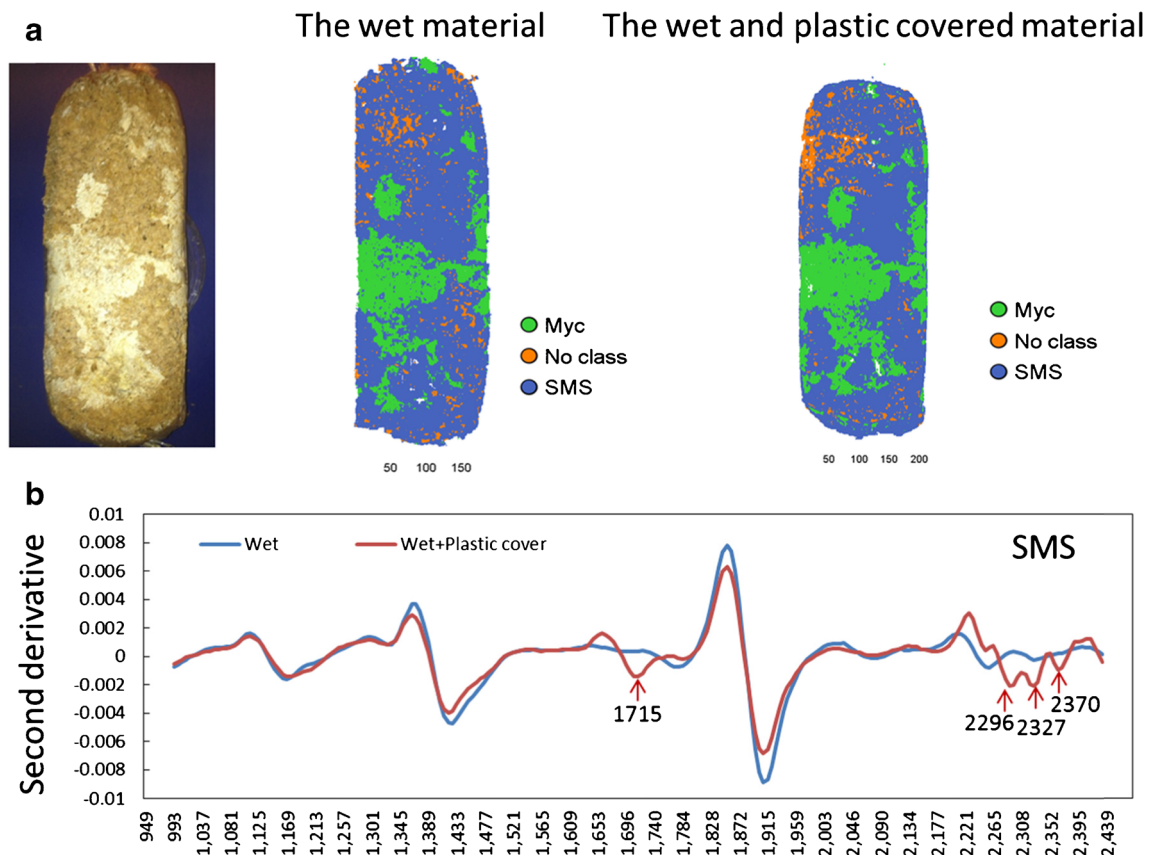 a
The wet material
The wet and plastic covered material
Myc
No class
SMS
50 100 150
Myc
No class
SMS
50 100 150 200
b
Second derivative
0.01
0.008
0.006
0.004
0.002
0
-0.002
-0.004
-0.006
-0.008
-0.01
Wet
Wet+Plastic cover
SMS
1715
2296
2327
2370
949 993 1,037 1,081 1,125 1,169 1,213 1,257 1,301 1,345 1,389 1,433 1,477 1,521 1,565 1,609 1,653 1,696 1,740 1,784 1,828 1,872 1,915 1,959 2,003 2,046 2,090 2,134 2,177 2,221 2,265 2,308 2,352 2,395 2,439